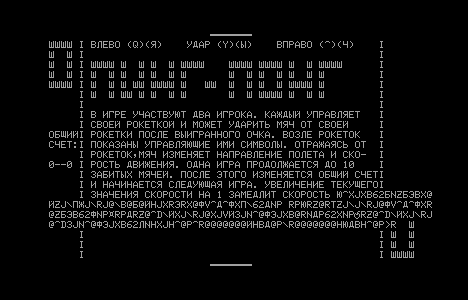 ВЛЕВО (Q)(Я) УДАР (Y)(Ы) ВПРАВО (^)(Ч)
ПИНГ-ПОНГ
В ИГРЕ УЧАСТВУЮТ ДВА ИГРОКА. КАЖДЫЙ УПРАВЛЯЕТ
СВОЕЙ РОКЕТКОЙ И МОЖЕТ УДАРИТЬ МЯЧ ОТ СВОЕЙ
ОБЩИЙ РОКЕТКИ ПОСЛЕ ВЫИГРАННОГО ОЧКА. ВОЗЛЕ РОКЕТОК
СЧЕТ: ПОКАЗАНЫ УПРАВЛЯЮЩИЕ ИМИ СИМВОЛЫ. ОТРАЖАЯСЬ ОТ
РОКЕТОК,МЯЧ ИЗМЕНЯЕТ НАПРАВЛЕНИЕ ПОЛЕТА И СКО-
0--0 РОСТЬ ДВИЖЕНИЯ. ОДНА ИГРА ПРОДОЛЖАЕТСЯ ДО 10
ЗАБИТЫХ МЯЧЕЙ. ПОСЛЕ ЭТОГО ИЗМЕНЯЕТСЯ ОБЩИЙ СЧЕТ
И НАЧИНАЕТСЯ СЛЕДУЮЩАЯ ИГРА. УВЕЛИЧЕНИЕ ТЕКУЩЕГО
ЗНАЧЕНИЯ СКОРОСТИ НА 1 ЗАМЕДЛИТ СКОРОСТЬ